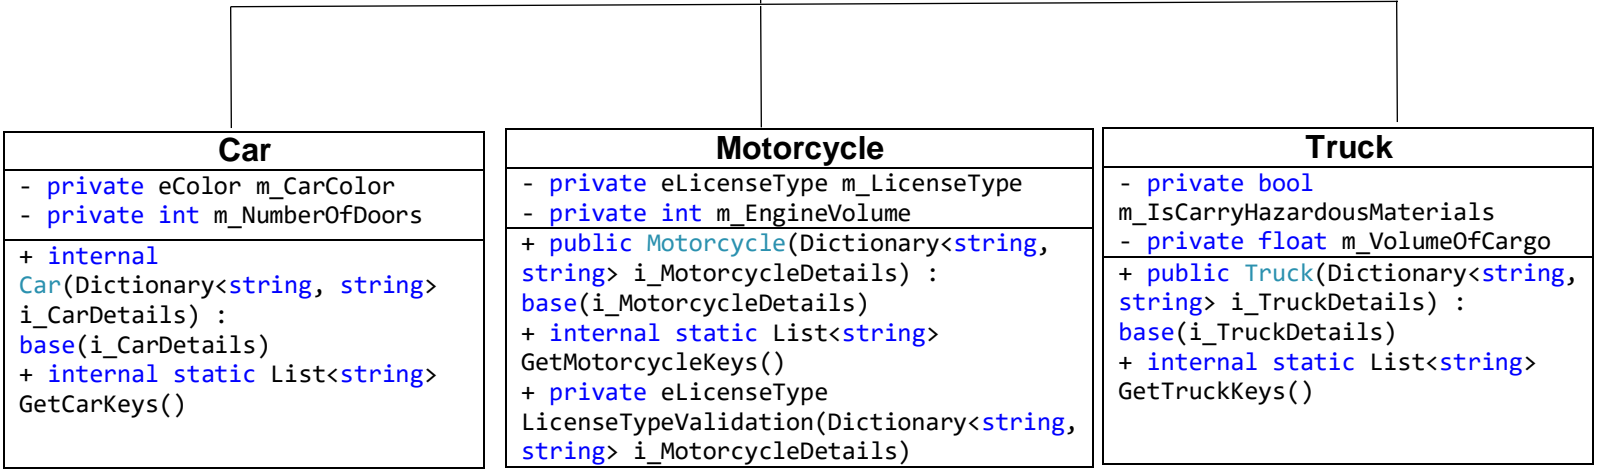 Car
- private eColor m_CarColor
- private int m_NumberOfDoors
+ internal
Car(Dictionary<string, string>
i_CarDetails) :
base(i_CarDetails)
+ internal static List<string>
GetCarKeys()
Motorcycle
- private eLicenseType m_LicenseType
- private int m_EngineVolume
+ public Motorcycle(Dictionary<string,
string> i_MotorcycleDetails) :
base(i_MotorcycleDetails)
+ internal static List<string>
GetMotorcycleKeys()
+ private eLicenseType
LicenseTypeValidation(Dictionary<string,
string> i_MotorcycleDetails)
Truck
- private bool
m_IsCarryHazardousMaterials
- private float m_VolumeOfCargo
+ public Truck(Dictionary<string,
string> i_TruckDetails) :
base(i_TruckDetails)
+ internal static List<string>
GetTruckKeys()